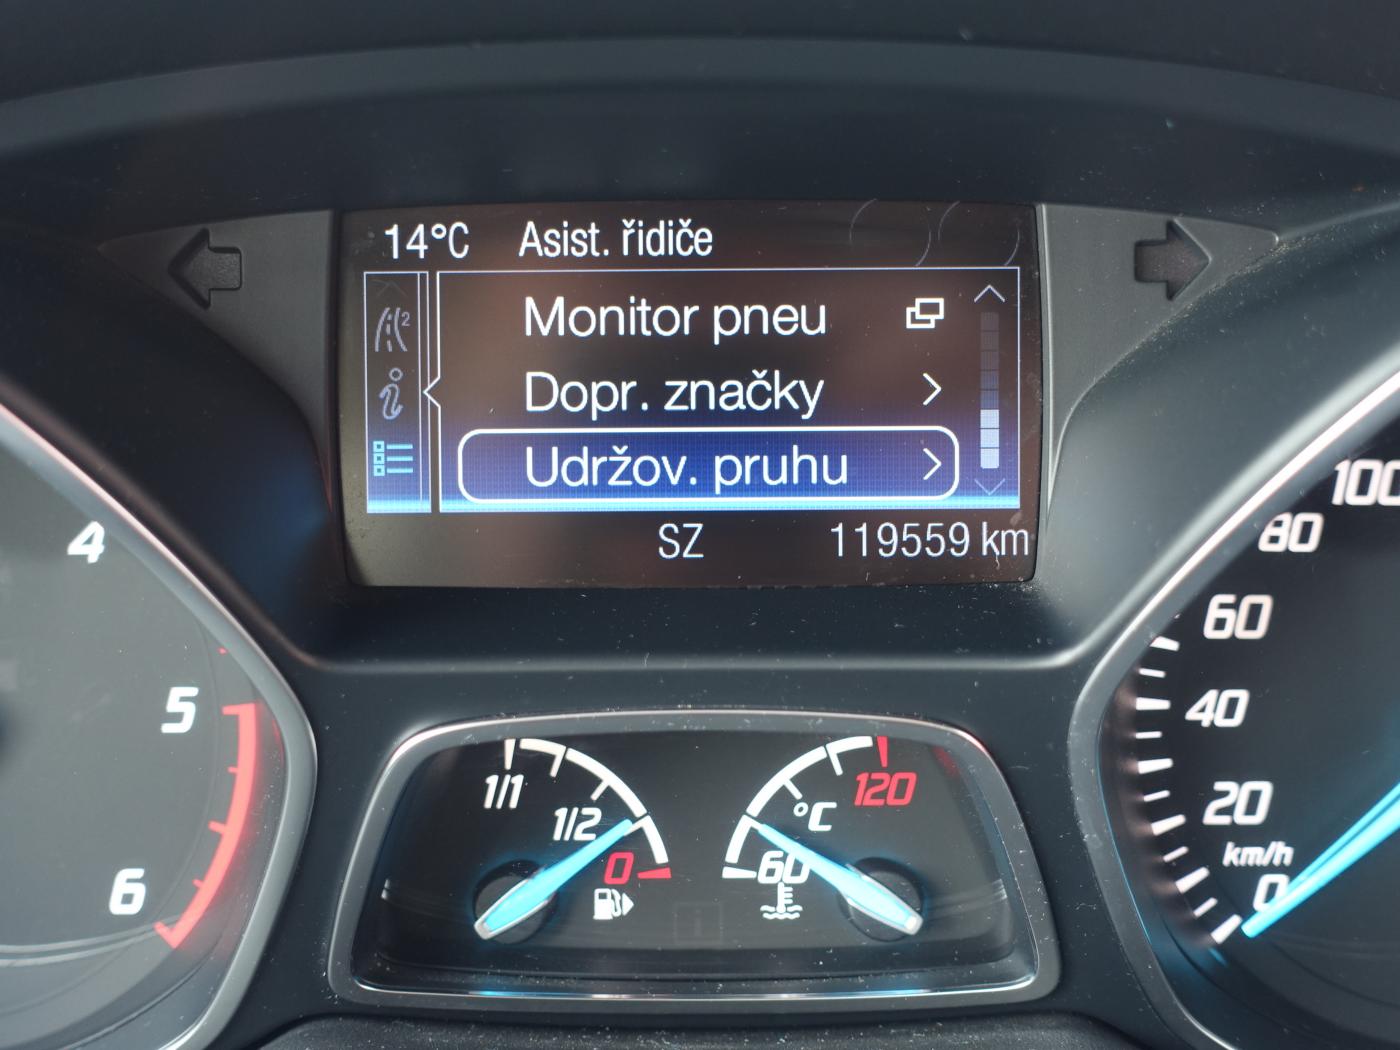 14°C Asist. řidiče
Monitor pneu
Dopr. značky
Udržov. pruhu
SZ 119559 km
4
5
6
1/1
1/2
0
120
°C
60
100
80
60
40
20
km/h
0